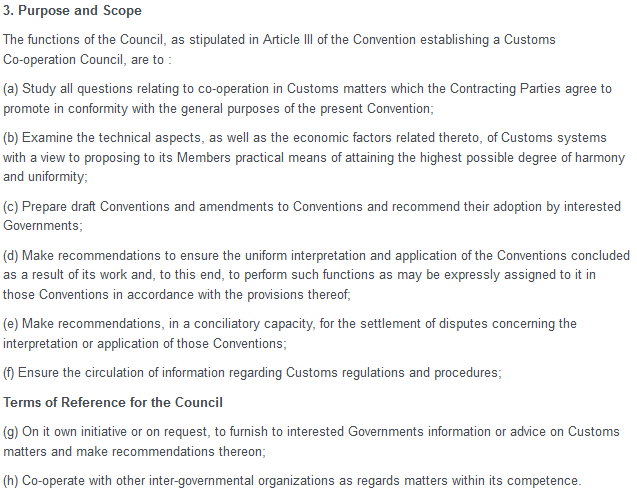 3. Purpose and Scope
The functions of the Council, as stipulated in Article III of the Convention establishing a Customs
Co-operation Council, are to :
(a) Study all questions relating to co-operation in Customs matters which the Contracting Parties agree to
promote in conformity with the general purposes of the present Convention;
(b) Examine the technical aspects, as well as the economic factors related thereto, of Customs systems
with a view to proposing to its Members practical means of attaining the highest possible degree of harmony
and uniformity;
(c) Prepare draft Conventions and amendments to Conventions and recommend their adoption by interested
Governments;
(d) Make recommendations to ensure the uniform interpretation and application of the Conventions concluded
as a result of its work and, to this end, to perform such functions as may be expressly assigned to it in
those Conventions in accordance with the provisions thereof;
(e) Make recommendations, in a conciliatory capacity, for the settlement of disputes concerning the
interpretation or application of those Conventions;
(f) Ensure the circulation of information regarding Customs regulations and procedures;
Terms of Reference for the Council
(g) On it own initiative or on request, to furnish to interested Governments information or advice on Customs
matters and make recommendations thereon;
(h) Co-operate with other inter-governmental organizations as regards matters within its competence.